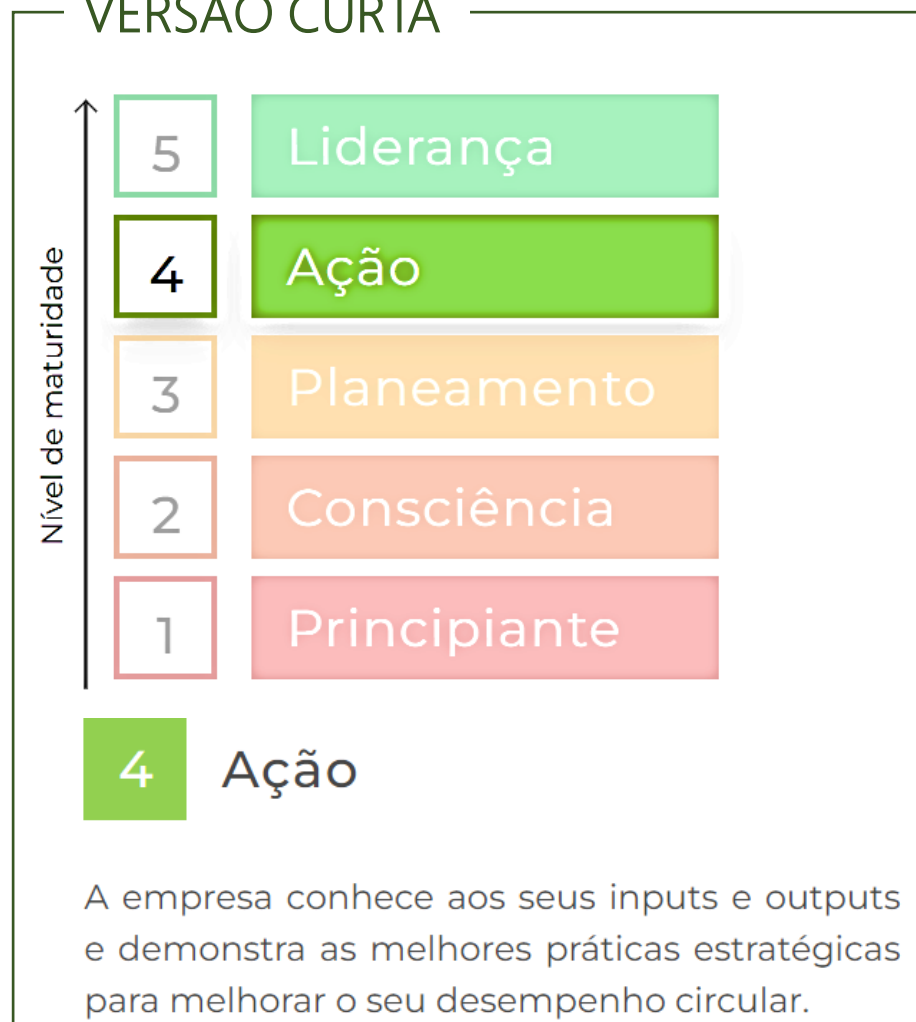 VERSÃO CURTA
Nível de maturidade
5 Liderança
4 Ação
3 Planeamento
2 Consciência
1 Principiante
4 Ação
A empresa conhece aos seus inputs e outputs
e demonstra as melhores práticas estratégicas
para melhorar o seu desempenho circular.